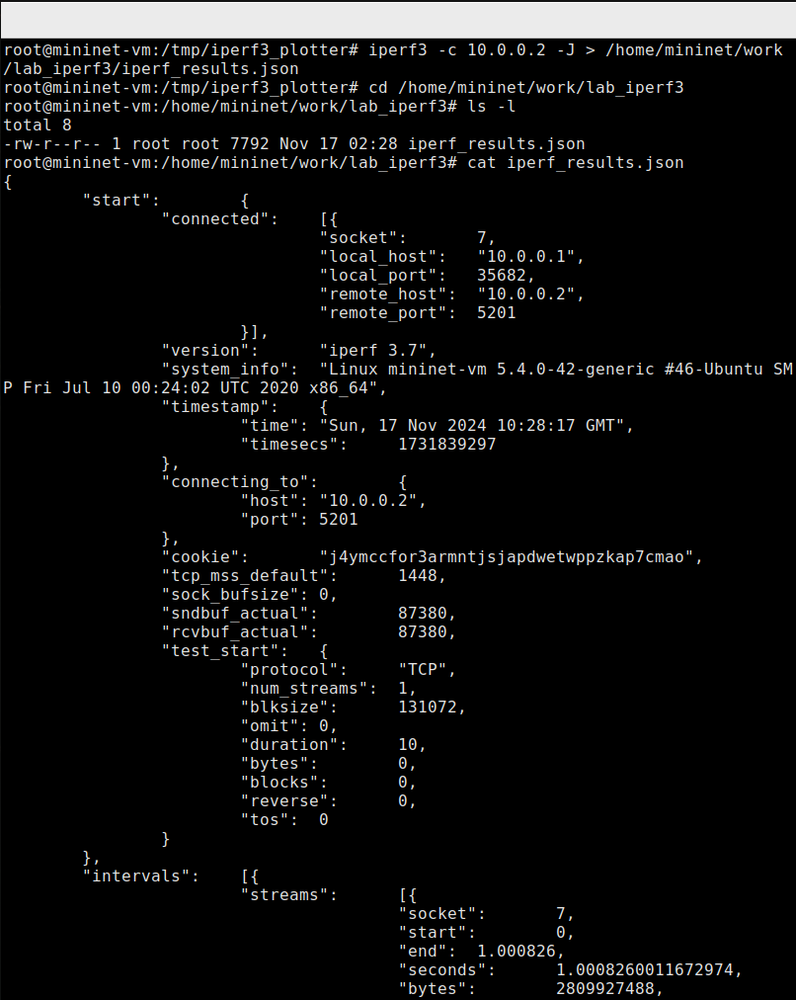 root@mininet-vm:/tmp/iperf3_plotter# iperf3 -c 10.0.0.2 -J > /home/mininet/work
/lab_iperf3/iperf_results.json
root@mininet-vm:/tmp/iperf3_plotter# cd /home/mininet/work/lab_iperf3
root@mininet-vm:/home/mininet/work/lab_iperf3# ls -l
total 8
-rw-r--r-- 1 root root 7792 Nov 17 02:28 iperf_results.json
root@mininet-vm:/home/mininet/work/lab_iperf3# cat iperf_results.json
{
        "start":        {
                "connected":    [{
                                "socket":       7,
                                "local_host":   "10.0.0.1",
                                "local_port":   35682,
                                "remote_host":  "10.0.0.2",
                                "remote_port":  5201
                        }],
                "version":      "iperf 3.7",
                "system_info":  "Linux mininet-vm 5.4.0-42-generic #46-Ubuntu SM
P Fri Jul 10 00:24:02 UTC 2020 x86_64",
                "timestamp":    {
                        "time": "Sun, 17 Nov 2024 10:28:17 GMT",
                        "timesecs":     1731839297
                },
                "connecting_to":        {
                        "host": "10.0.0.2",
                        "port": 5201
                },
                "cookie":       "j4ymccfor3armntjsjapdwetwppzkap7cmao",
                "tcp_mss_default":      1448,
                "sock_bufsize": 0,
                "sndbuf_actual":        87380,
                "rcvbuf_actual":        87380,
                "test_start":   {
                        "protocol":     "TCP",
                        "num_streams":  1,
                        "blksize":      131072,
                        "omit": 0,
                        "duration":     10,
                        "bytes":        0,
                        "blocks":       0,
                        "reverse":      0,
                        "tos":  0
                }
        },
        "intervals":    [{
                        "streams":      [{
                                        "socket":       7,
                                        "start":        0,
                                        "end":  1.000826,
                                        "seconds":      1.0008260011672974,
                                        "bytes":        2809927488,